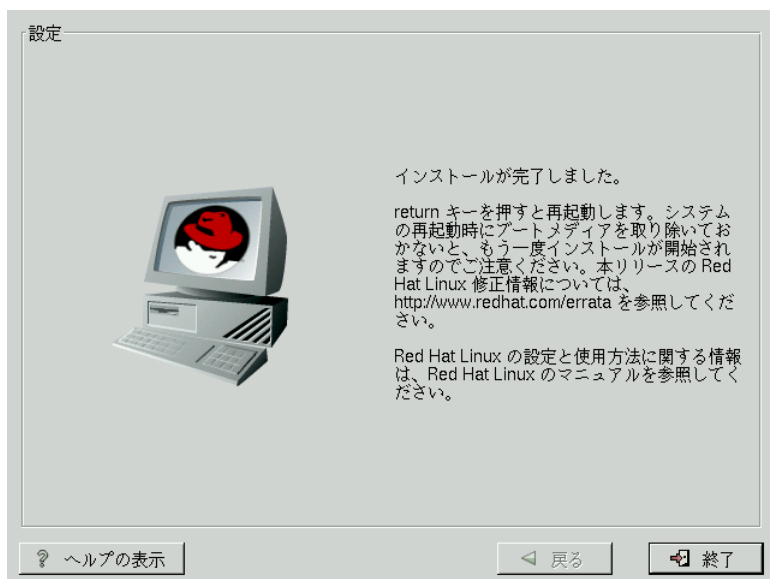 設定
インストールが完了しました。
return キーを押すと再起動します。システム
の再起動時にブートメディアを取り除いてお
かないと、もう一度インストールが開始され
ますのでご注意ください。本リリースの Red
Hat Linux 修正情報については、
http://www.redhat.com/errata を参照してくだ
さい。
Red Hat Linux の設定と使用方法に関する情報
は、Red Hat Linux のマニュアルを参照してく
ださい。
? ヘルプの表示
戻る
終了